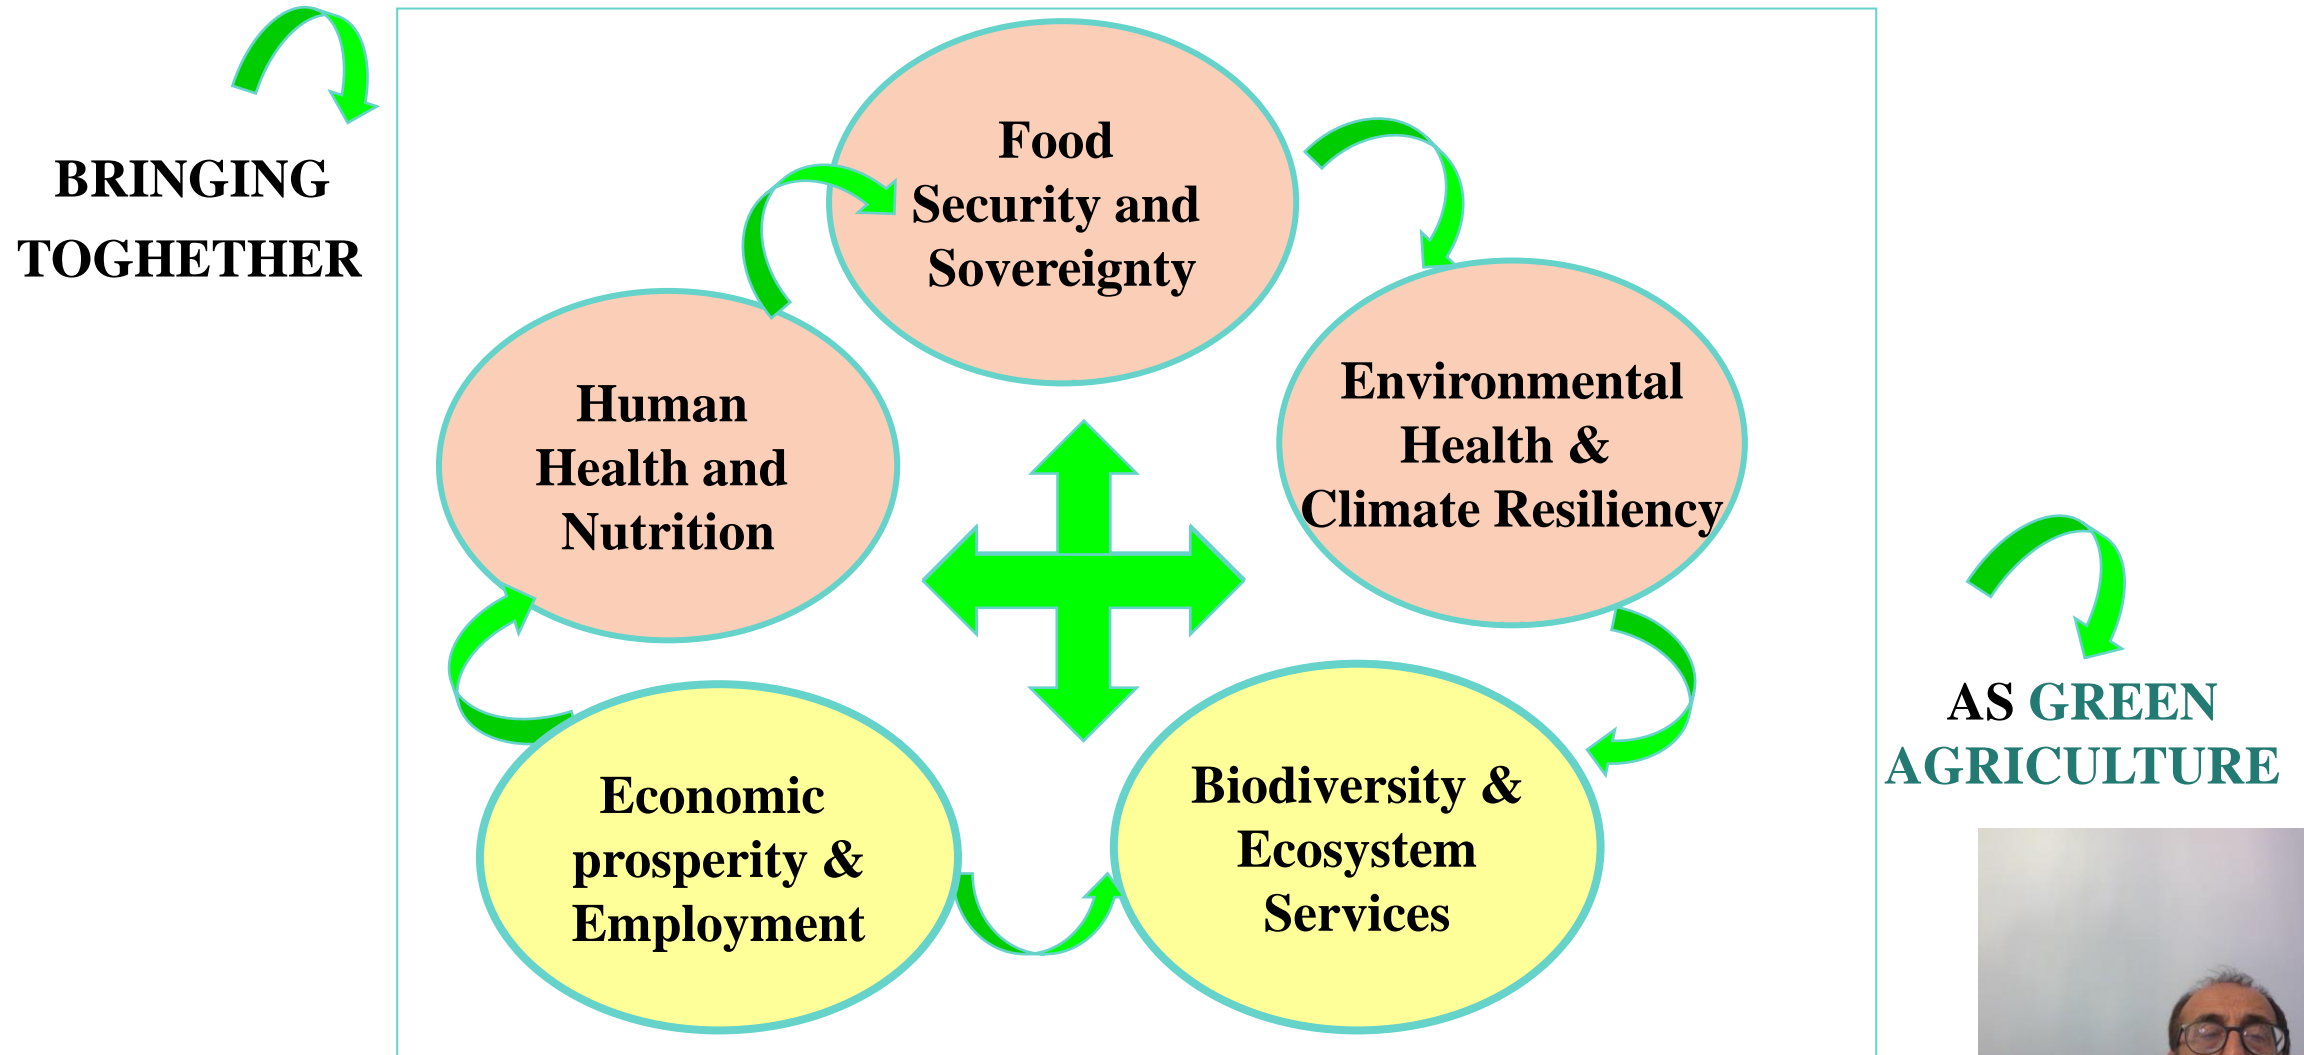 BRINGING
TOGHETHER
Food
Security and
Sovereignty
Human
Health and
Nutrition
Environmental
Health &
Climate Resiliency
Economic
prosperity &
Employment
Biodiversity &
Ecosystem
Services
AS GREEN
AGRICULTURE